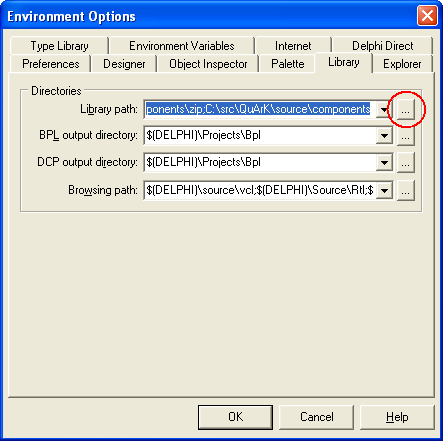 Environment Options
Type Library Environment Variables Internet Delphi Direct
Preferences Designer Object Inspector Palette Library Explorer
Directories
Library path: ponents\zip;C:\src\QuArK\source\components ...
BPL output directory: $(DELPHI)\Projects\Bpl ...
DCP output directory: $(DELPHI)\Projects\Bpl ...
Browsing path: $(DELPHI)\source\vcl;$(DELPHI)\Source\Rtl;$ ...
OK Cancel Help